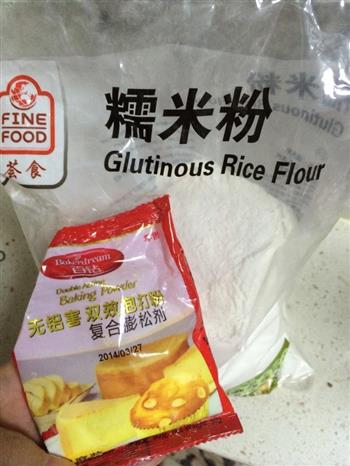 FINE
FOOD
荟食
糯米粉
Glutinous Rice Flour
Glutinous
Bakerdream
百钻
Double Acting
Baking Powder
无铝害 双效泡打粉
复合膨松剂
2014/03/27